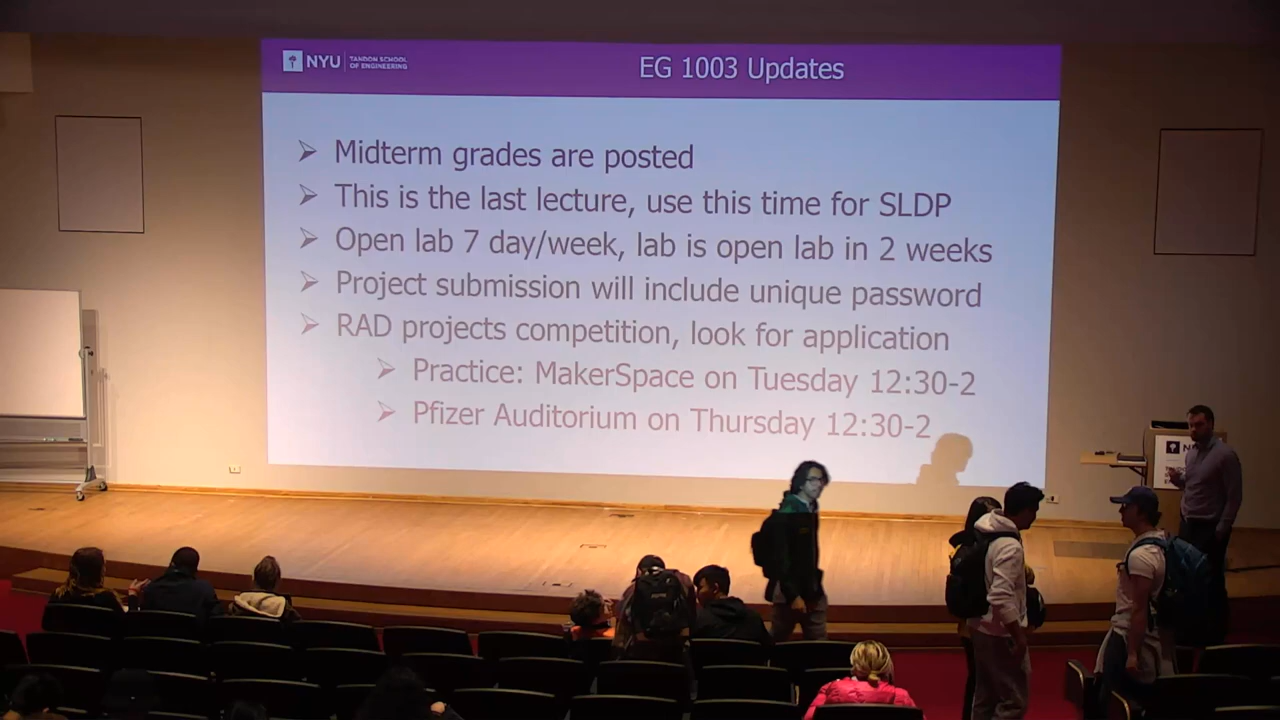 NYU TANDON SCHOOL OF ENGINEERING
EG 1003 Updates
Midterm grades are posted
This is the last lecture, use this time for SLDP
Open lab 7 day/week, lab is open lab in 2 weeks
Project submission will include unique password
RAD projects competition, look for application
Practice: MakerSpace on Tuesday 12:30-2
Pfizer Auditorium on Thursday 12:30-2